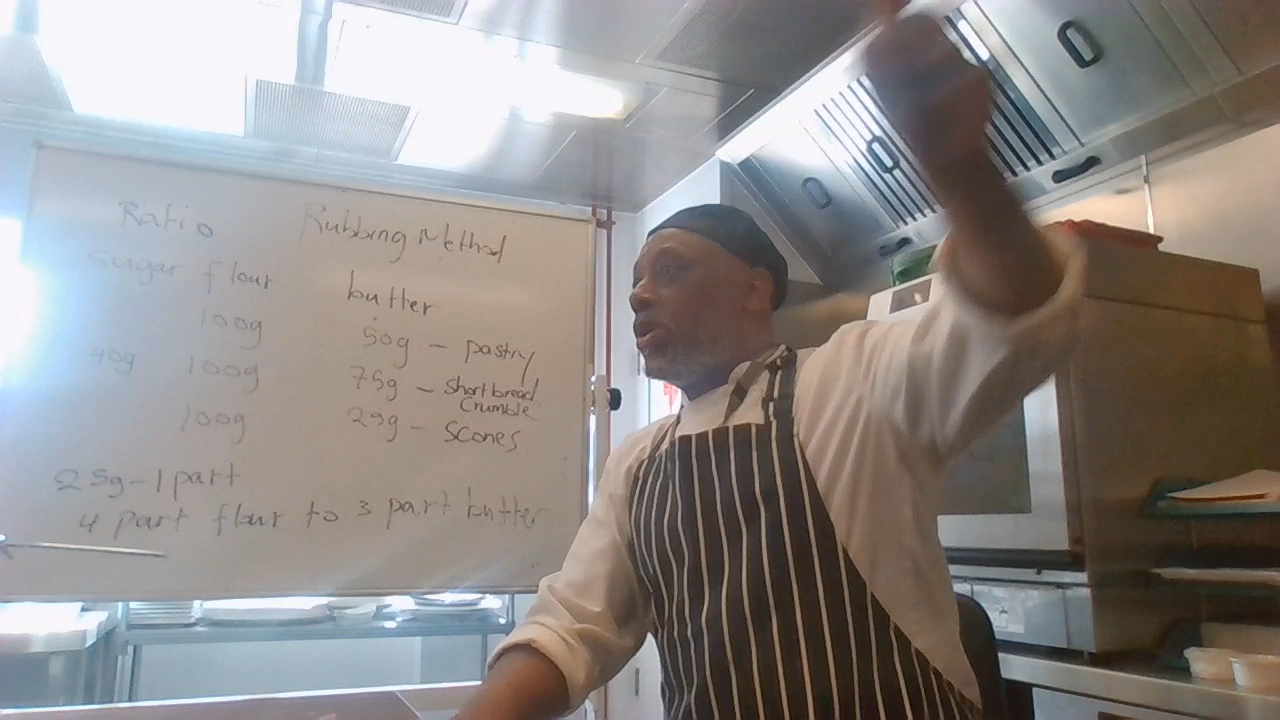 Ratio Rubbing Method
Sugar flour butter
100g 50g - pastry
40g 100g 75g - Shortbread
Crumble
100g 25g - Scones
25g - 1 part
4 part flour to 3 part butter